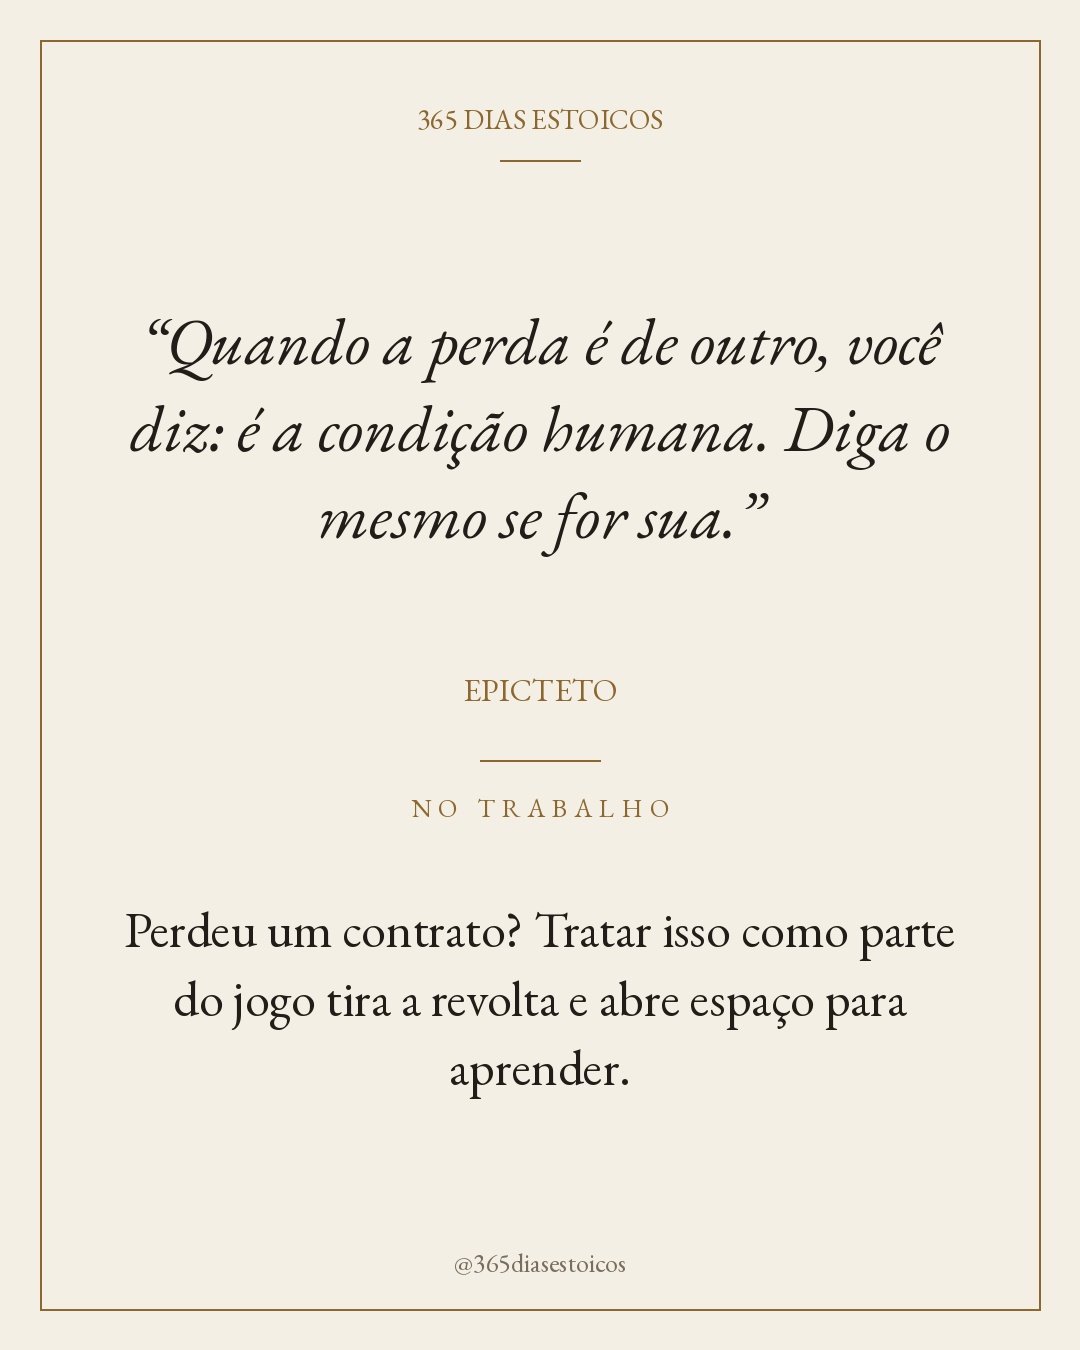 365 DIAS ESTOICOS
“Quando a perda é de outro, você
diz: é a condição humana. Diga o
mesmo se for sua.”
EPICTETO
NO TRABALHO
Perdeu um contrato? Tratar isso como parte
do jogo tira a revolta e abre espaço para
aprender.
@365diasestoicos